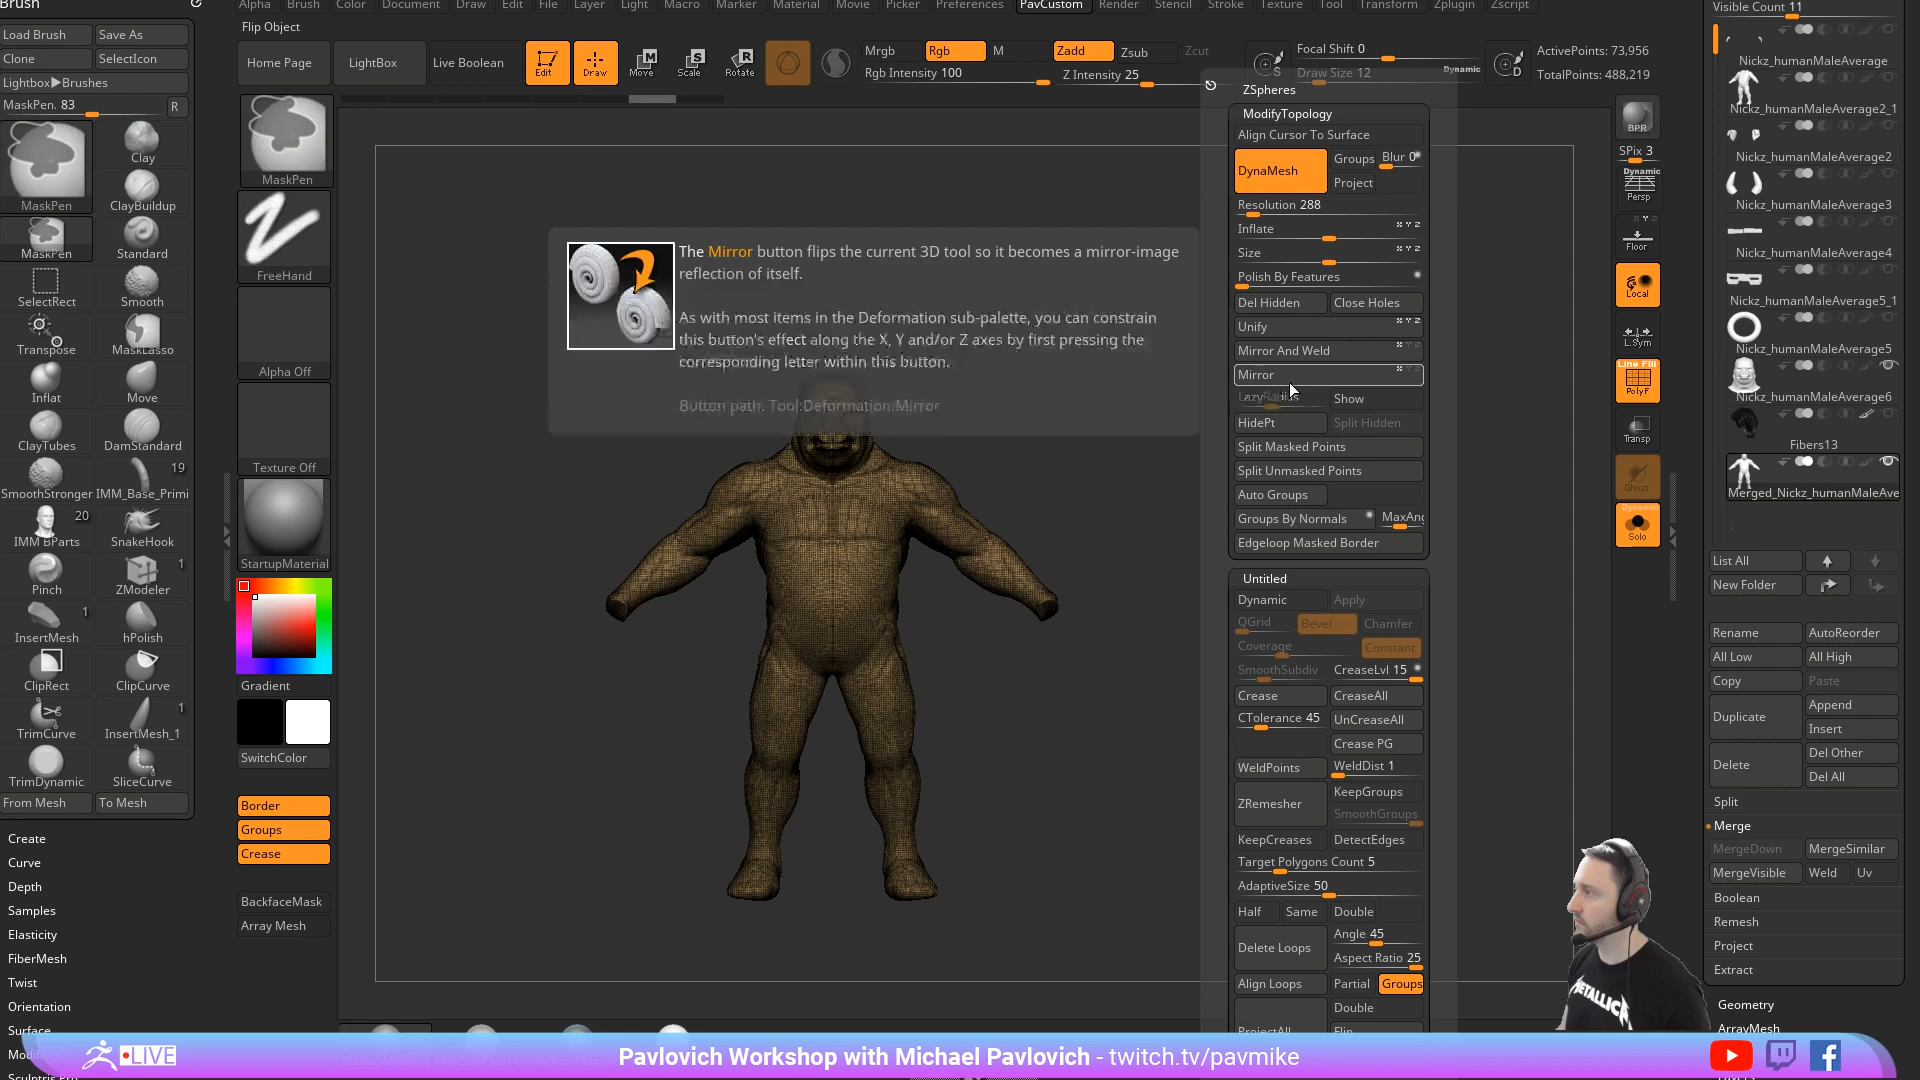 Brush
Alpha Brush Color Document Draw Edit File Layer Light Macro Marker Material Movie Picker Preferences PavCustom Render Stencil Stroke Texture Tool Transform Zplugin Zscript
Flip Object
Load Brush Save As
Clone SelectIcon
Lightbox▶Brushes
MaskPen. 83 R
MaskPen
Clay
ClayBuildup
MaskPen Standard
SelectRect Smooth
Transpose MaskLasso
Inflat Move
ClayTubes DamStandard
19
SmoothStronger IMM_Base_Primi
20
IMM BParts SnakeHook
1
Pinch ZModeler
1
InsertMesh hPolish
ClipRect ClipCurve
1
TrimCurve InsertMesh_1
TrimDynamic SliceCurve
From Mesh To Mesh
Create
Curve
Depth
Samples
Elasticity
FiberMesh
Twist
Orientation
Surface
Home Page LightBox Live Boolean Edit Draw Move Scale Rotate
Mrgb Rgb M Zadd Zsub Zcut
Rgb Intensity 100 Z Intensity 25
Focal Shift 0
Draw Size 12 Dynamic
S D
ActivePoints: 73,956
TotalPoints: 488,219
MaskPen
FreeHand
Alpha Off
Texture Off
StartupMaterial
Gradient
SwitchColor
Border
Groups
Crease
BackfaceMask
Array Mesh
The Mirror button flips the current 3D tool so it becomes a mirror-image
reflection of itself.
As with most items in the Deformation sub-palette, you can constrain
this button's effect along the X, Y and/or Z axes by first pressing the
corresponding letter within this button.
Button path. Tool:Deformation:Mirror
ZSpheres
ModifyTopology
Align Cursor To Surface
DynaMesh Groups Blur 0
Project
Resolution 288
Inflate
Size
Polish By Features
Del Hidden Close Holes
Unify
Mirror And Weld
Mirror
LazyRadius Show
HidePt Split Hidden
Split Masked Points
Split Unmasked Points
Auto Groups
Groups By Normals MaxAng
Edgeloop Masked Border
Untitled
Dynamic Apply
QGrid Bevel Chamfer
Coverage Constant
SmoothSubdiv CreaseLvl 15
Crease CreaseAll
CTolerance 45 UnCreaseAll
Crease PG
WeldPoints WeldDist 1
ZRemesher KeepGroups
SmoothGroups
KeepCreases DetectEdges
Target Polygons Count 5
AdaptiveSize 50
Half Same Double
Delete Loops Angle 45
Aspect Ratio 25
Align Loops Partial Groups
Double
ProjectAll Flip
BPR
SPix 3
Dynamic
Persp
Floor
Local
L.Sym
Line Fill
PolyF
Transp
Ghost
Dynamic
Solo
Visible Count 11
Nickz_humanMaleAverage
Nickz_humanMaleAverage2_1
Nickz_humanMaleAverage2
Nickz_humanMaleAverage3
Nickz_humanMaleAverage4
Nickz_humanMaleAverage5_1
Nickz_humanMaleAverage5
Nickz_humanMaleAverage6
Fibers13
Merged_Nickz_humanMaleAve
List All
New Folder
Rename AutoReorder
All Low All High
Copy Paste
Duplicate Append
Insert
Delete Del Other
Del All
Split
Merge
MergeDown MergeSimilar
MergeVisible Weld Uv
Boolean
Remesh
Project
Extract
Geometry
ArrayMesh
METALLICA
LIVE
Pavlovich Workshop with Michael Pavlovich - twitch.tv/pavmike